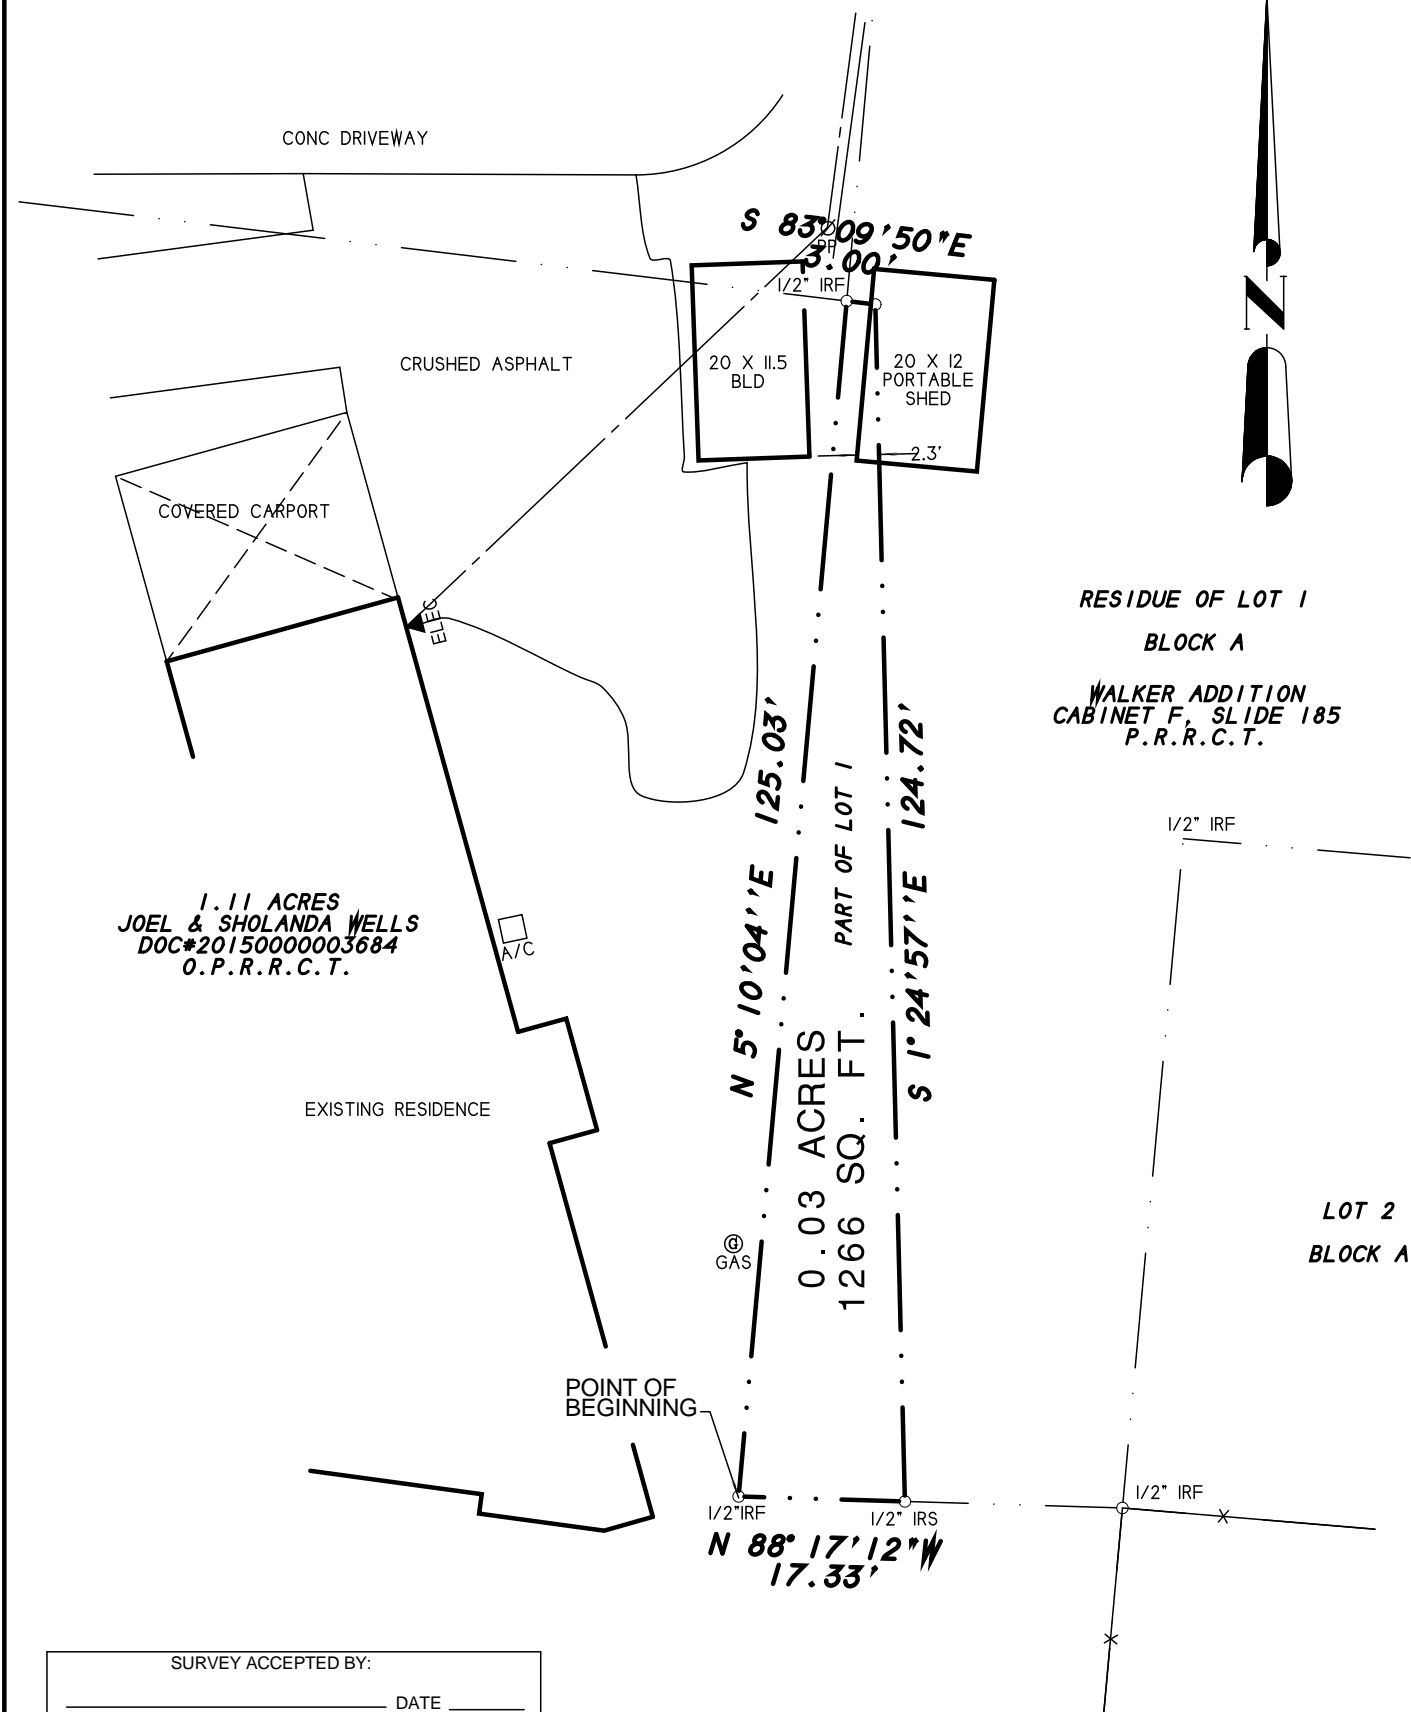 CONC DRIVEWAY
S 83° 09'50"E
PP
3.00'
1/2" IRF
20 X 11.5
BLD
20 X 12
PORTABLE
SHED
2.3'
CRUSHED ASPHALT
N
COVERED CARPORT
ELEC
RESIDUE OF LOT 1
BLOCK A
WALKER ADDITION
CABINET F, SLIDE 185
P.R.R.C.T.
N 5° 10'04''E 125.03'
PART OF LOT 1
S 1° 24'57''E 124.72'
1/2" IRF
1.11 ACRES
JOEL & SHOLANDA WELLS
DOC#20150000003684
O.P.R.R.C.T.
A/C
EXISTING RESIDENCE
0.03 ACRES
1266 SQ. FT.
G
GAS
LOT 2
BLOCK A
POINT OF
BEGINNING
1/2"IRF
1/2" IRS
1/2" IRF
N 88° 17'12"W
17.33'
SURVEY ACCEPTED BY:
DATE